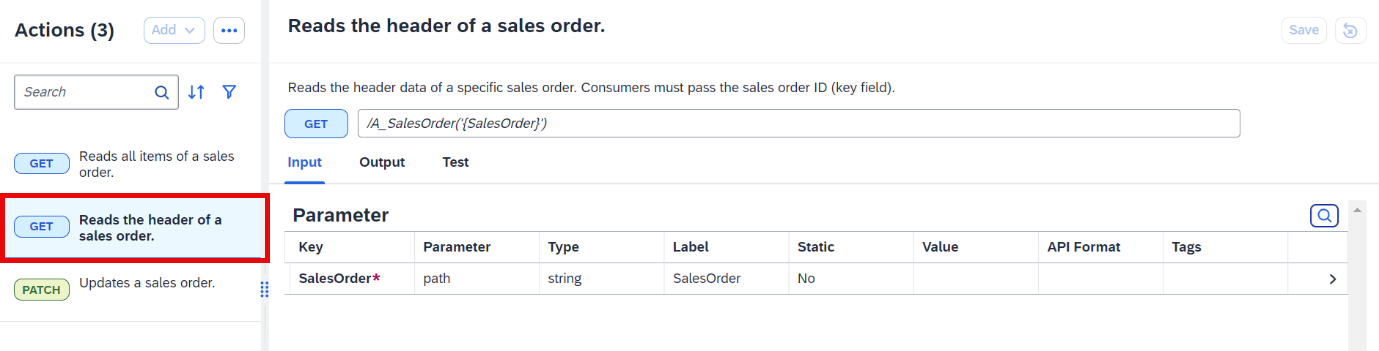 Actions (3)
Add
Search
GET
Reads all items of a sales
order.
GET
Reads the header of a
sales order.
PATCH
Updates a sales order.
Reads the header of a sales order.
Save
Reads the header data of a specific sales order. Consumers must pass the sales order ID (key field).
GET /A_SalesOrder('{SalesOrder}')
Input Output Test
Parameter
Key Parameter Type Label Static Value API Format Tags
SalesOrder* path string SalesOrder No